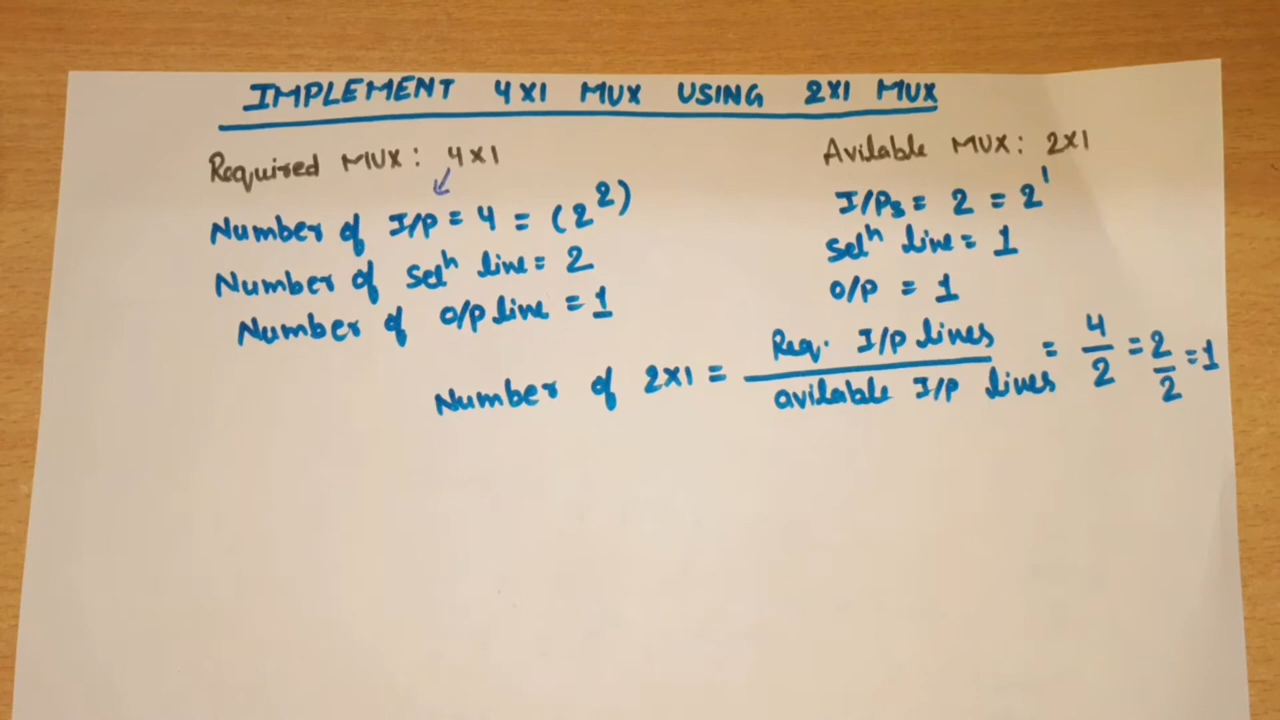 IMPLEMENT 4X1 MUX USING 2X1 MUX
Required MUX: 4X1
Number of I/P = 4 = (2^2)
Number of selⁿ line = 2
Number of O/P line = 1
Avilable MUX: 2X1
I/Ps = 2 = 2^1
selⁿ line = 1
O/P = 1
Number of 2X1 = Req. I/P lines / avilable I/P lines = 4/2 = 2/2 = 1